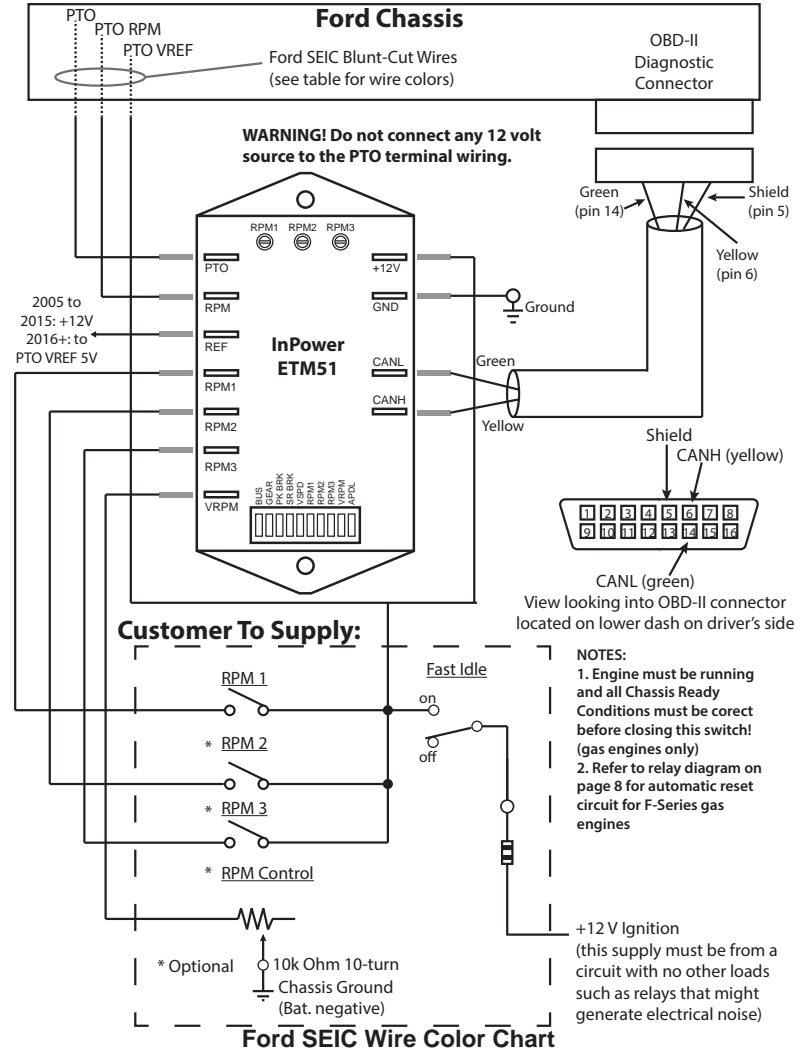 Ford Chassis
PTO
PTO RPM
PTO VREF
Ford SEIC Blunt-Cut Wires
(see table for wire colors)
OBD-II
Diagnostic
Connector
WARNING! Do not connect any 12 volt
source to the PTO terminal wiring.
Green
(pin 14)
Shield
(pin 5)
Yellow
(pin 6)
RPM1
RPM2
RPM3
PTO
RPM
REF
RPM1
RPM2
RPM3
VRPM
+12V
GND
CANL
CANH
InPower
ETM51
2005 to
2015: +12V
2016+: to
PTO VREF 5V
Ground
Green
Yellow
BUS
GEAR
PK BRK
SR BRK
VSPD
RPM1
RPM2
RPM3
VRPM
APDL
Shield
CANH (yellow)
1 2 3 4 5 6 7 8
9 10 11 12 13 14 15 16
CANL (green)
View looking into OBD-II connector
located on lower dash on driver's side
Customer To Supply:
RPM 1
* RPM 2
* RPM 3
* RPM Control
Fast Idle
on
off
* Optional
10k Ohm 10-turn
Chassis Ground
(Bat. negative)
NOTES:
1. Engine must be running
and all Chassis Ready
Conditions must be corect
before closing this switch!
(gas engines only)
2. Refer to relay diagram on
page 8 for automatic reset
circuit for F-Series gas
engines
+12 V Ignition
(this supply must be from a
circuit with no other loads
such as relays that might
generate electrical noise)
Ford SEIC Wire Color Chart